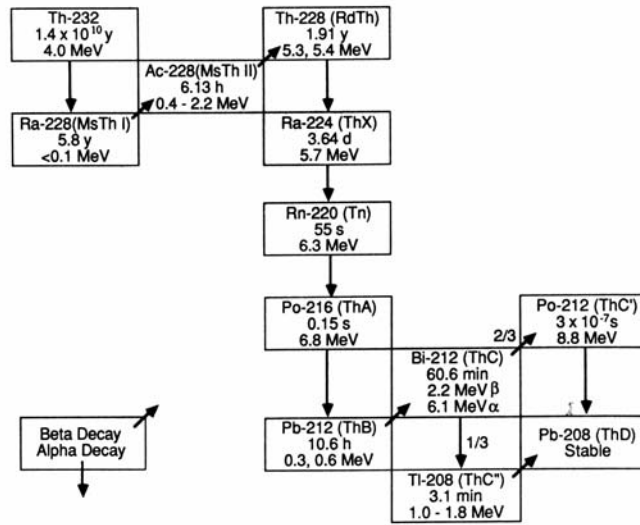 Th-232
1.4 x 10¹⁰ y
4.0 MeV
Th-228 (RdTh)
1.91 y
5.3, 5.4 MeV
Ac-228(MsTh II)
6.13 h
0.4 - 2.2 MeV
Ra-228(MsTh I)
5.8 y
<0.1 MeV
Ra-224 (ThX)
3.64 d
5.7 MeV
Rn-220 (Tn)
55 s
6.3 MeV
Po-216 (ThA)
0.15 s
6.8 MeV
Po-212 (ThC')
3 x 10⁻⁷s
8.8 MeV
2/3
Bi-212 (ThC)
60.6 min
2.2 MeV β
6.1 MeV α
Pb-212 (ThB)
10.6 h
0.3, 0.6 MeV
1/3
Pb-208 (ThD)
Stable
Tl-208 (ThC")
3.1 min
1.0 - 1.8 MeV
Beta Decay
Alpha Decay